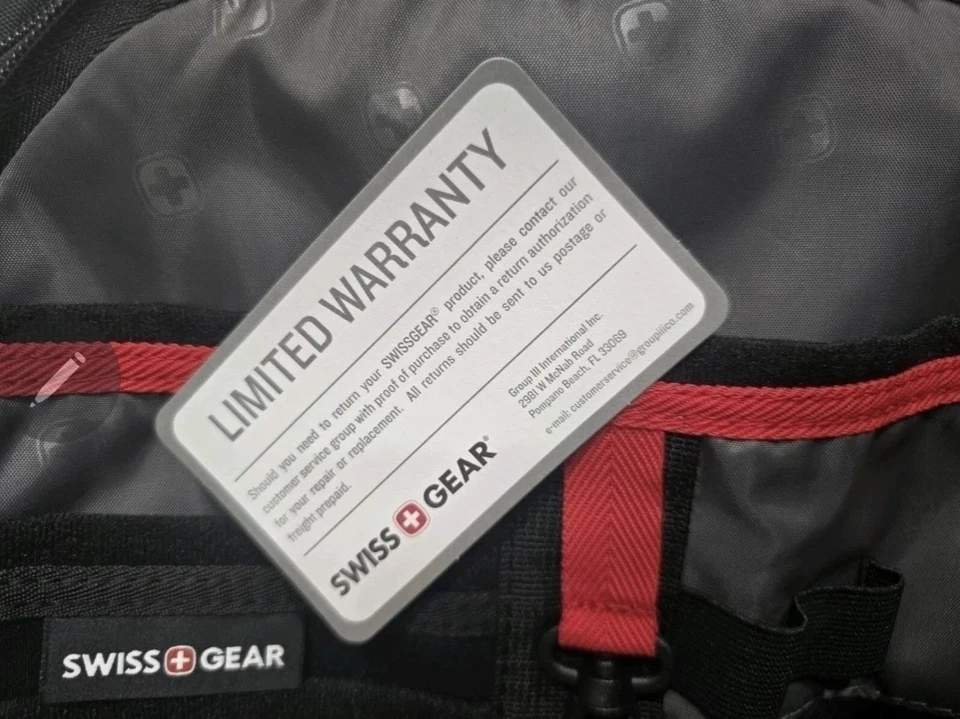 LIMITED WARRANTY
Should you need to return your SWISSGEAR® product, please contact our
customer service group with proof of purchase to obtain a return authorization
for your repair or replacement. All returns should be sent to us postage or
freight prepaid.
SWISS GEAR®
Group III International Inc.
2981 W McNab Road
Pompano Beach, FL 33069
e-mail: customerservice@groupiiico.com
SWISS GEAR